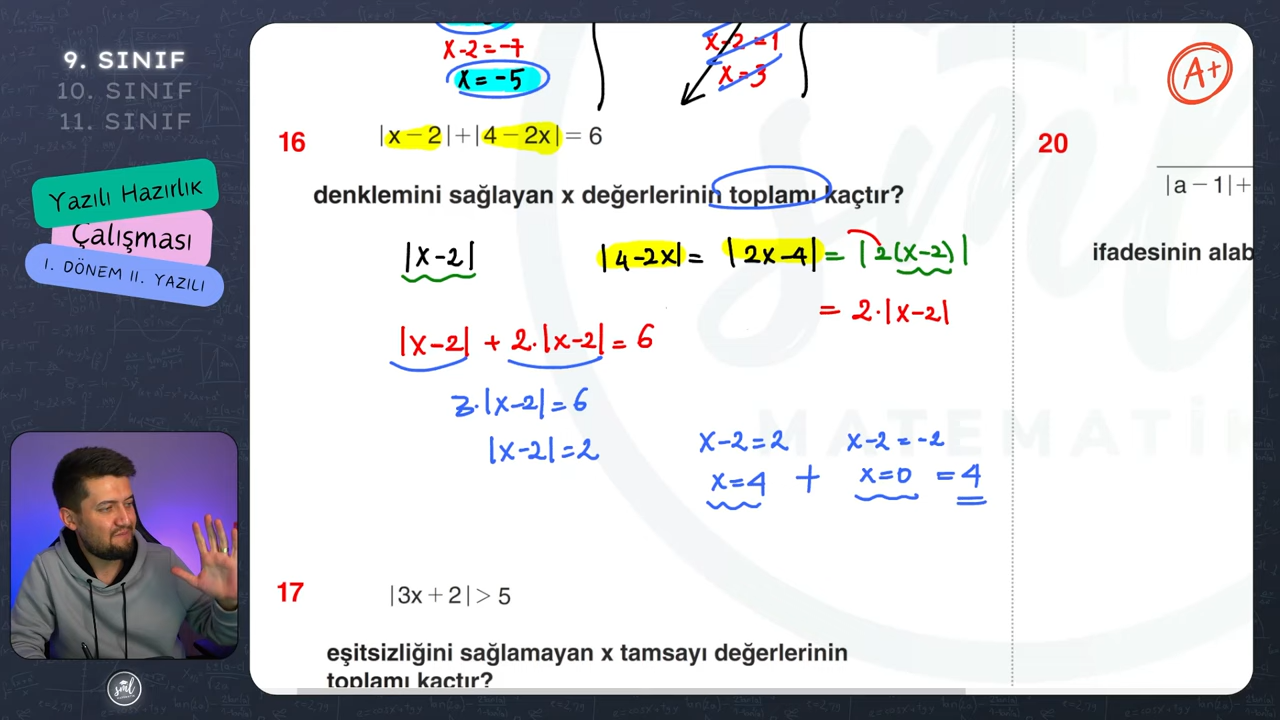 9. SINIF
10. SINIF
11. SINIF
Yazılı Hazırlık
Çalışması
I. DÖNEM II. YAZILI
x-2=-7
x=-5
x-2=1
x=3
A+
16 |x − 2|+|4 − 2x|= 6
denklemini sağlayan x değerlerinin toplamı kaçtır?
|x-2| |4-2x| = |2x-4| = |2(x-2)|
= 2·|x-2|
|x-2| + 2·|x-2| = 6
3·|x-2| = 6
|x-2| = 2
x-2=2 x-2=-2
x=4 + x=0 = 4
17 |3x + 2| > 5
eşitsizliğini sağlamayan x tamsayı değerlerinin
toplamı kaçtır?
20
|a − 1|+
ifadesinin alab
MATEMATİK
sml